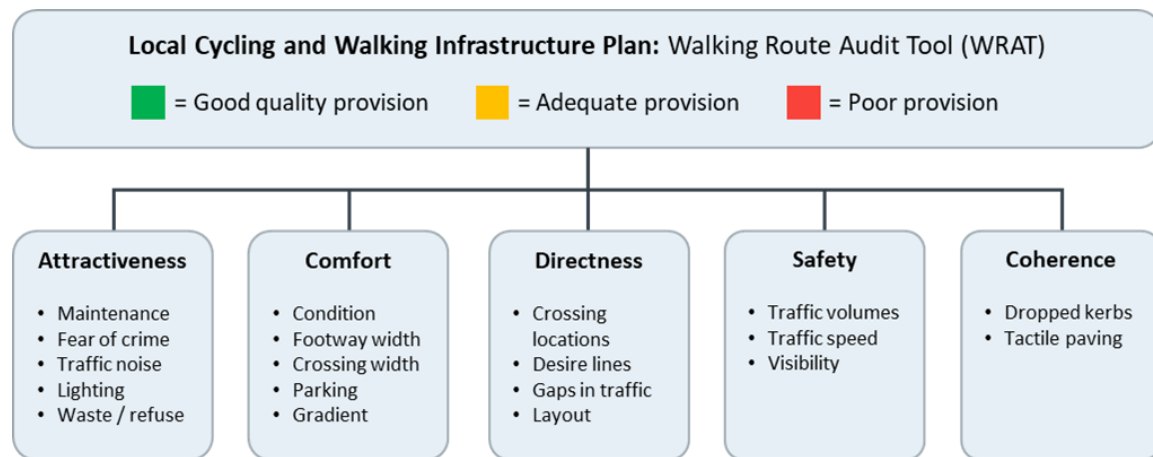 Local Cycling and Walking Infrastructure Plan: Walking Route Audit Tool (WRAT)
= Good quality provision
= Adequate provision
= Poor provision
Attractiveness
• Maintenance
• Fear of crime
• Traffic noise
• Lighting
• Waste / refuse
Comfort
• Condition
• Footway width
• Crossing width
• Parking
• Gradient
Directness
• Crossing
locations
• Desire lines
• Gaps in traffic
• Layout
Safety
• Traffic volumes
• Traffic speed
• Visibility
Coherence
• Dropped kerbs
• Tactile paving